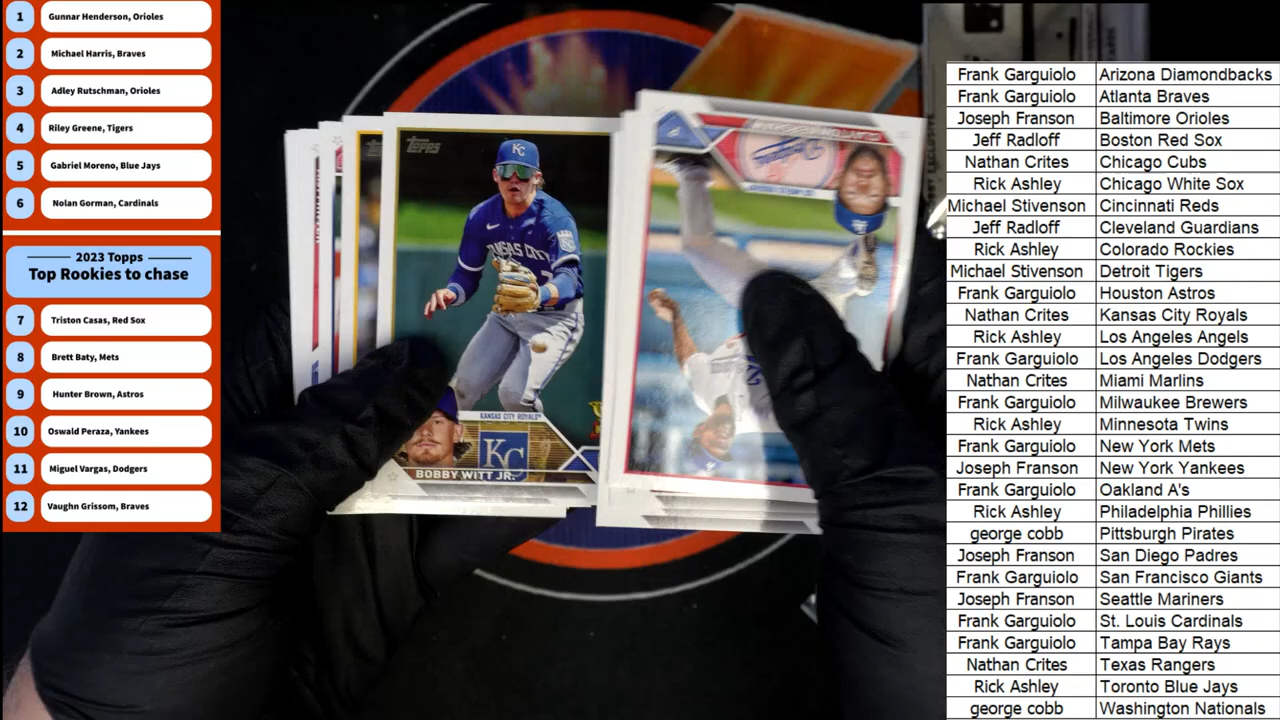 1 Gunnar Henderson, Orioles
2 Michael Harris, Braves
3 Adley Rutschman, Orioles
4 Riley Greene, Tigers
5 Gabriel Moreno, Blue Jays
6 Nolan Gorman, Cardinals
2023 Topps
Top Rookies to chase
7 Triston Casas, Red Sox
8 Brett Baty, Mets
9 Hunter Brown, Astros
10 Oswald Peraza, Yankees
11 Miguel Vargas, Dodgers
12 Vaughn Grissom, Braves
Topps
KC
KANSAS CITY
KANSAS CITY ROYALS
KC
BOBBY WITT JR.
Frank Garguiolo Arizona Diamondbacks
Frank Garguiolo Atlanta Braves
Joseph Franson Baltimore Orioles
Jeff Radloff Boston Red Sox
Nathan Crites Chicago Cubs
Rick Ashley Chicago White Sox
Michael Stivenson Cincinnati Reds
Jeff Radloff Cleveland Guardians
Rick Ashley Colorado Rockies
Michael Stivenson Detroit Tigers
Frank Garguiolo Houston Astros
Nathan Crites Kansas City Royals
Rick Ashley Los Angeles Angels
Frank Garguiolo Los Angeles Dodgers
Nathan Crites Miami Marlins
Frank Garguiolo Milwaukee Brewers
Rick Ashley Minnesota Twins
Frank Garguiolo New York Mets
Joseph Franson New York Yankees
Frank Garguiolo Oakland A's
Rick Ashley Philadelphia Phillies
george cobb Pittsburgh Pirates
Joseph Franson San Diego Padres
Frank Garguiolo San Francisco Giants
Joseph Franson Seattle Mariners
Frank Garguiolo St. Louis Cardinals
Frank Garguiolo Tampa Bay Rays
Nathan Crites Texas Rangers
Rick Ashley Toronto Blue Jays
george cobb Washington Nationals